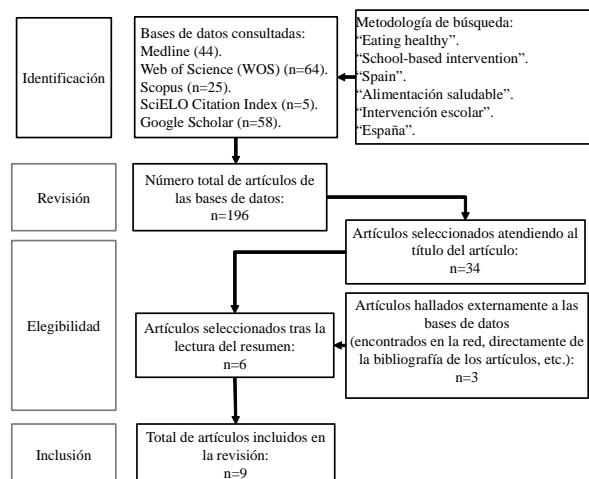 Identificación
Bases de datos consultadas:
Medline (44).
Web of Science (WOS) (n=64).
Scopus (n=25).
SciELO Citation Index (n=5).
Google Scholar (n=58).
Metodología de búsqueda:
“Eating healthy”.
“School-based intervention”.
“Spain”.
“Alimentación saludable”.
“Intervención escolar”.
“España”.
Revisión
Número total de artículos de
las bases de datos:
n=196
Artículos seleccionados atendiendo al
título del artículo:
n=34
Elegibilidad
Artículos seleccionados tras la
lectura del resumen:
n=6
Artículos hallados externamente a las
bases de datos
(encontrados en la red, directamente de
la bibliografía de los artículos, etc.):
n=3
Inclusión
Total de artículos incluidos en
la revisión:
n=9